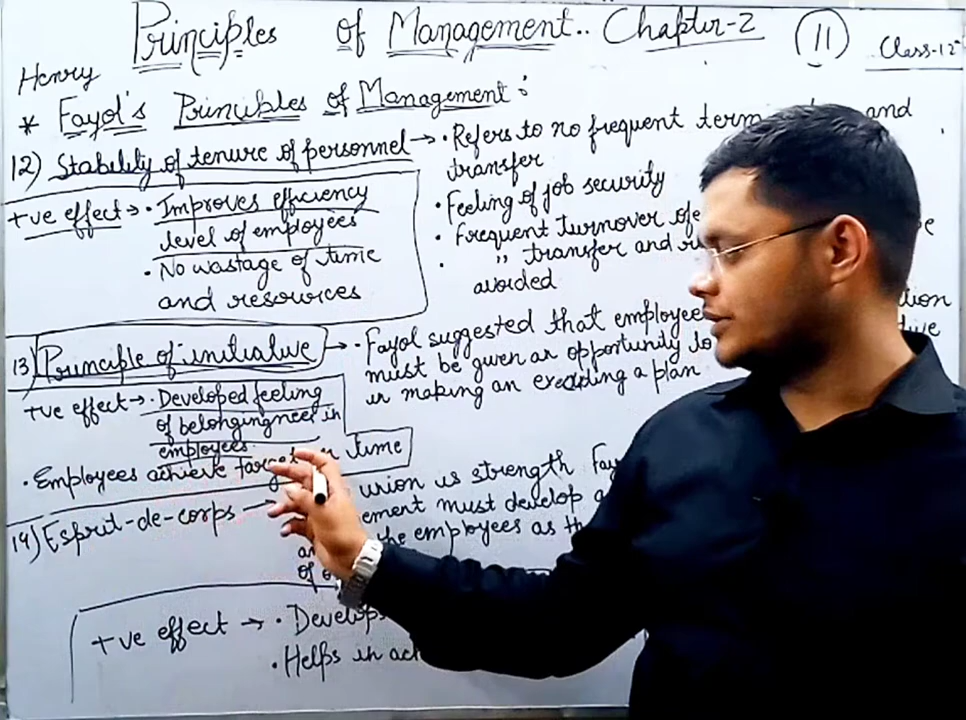 Principles of Management.. Chapter-2 (11) Class-12
Henry
* Fayol's Principles of Management:
12) Stability of tenure of personnel → • Refers to no frequent term and
transfer
• Feeling of job security
• Frequent turnover of
• " transfer and
avoided
+ve effect → • Improves efficiency
level of employees
• No wastage of time
and resources
13) Principle of initiative → • Fayol suggested that employee
must be given an opportunity to
in making an executing a plan
+ve effect → • Developed feeling
of belongingness in
employees
• Employees achieve target time
14) Esprit-de-corps → union is strength
must develop
the employees as
of
+ve effect → • Develops
• Helps in